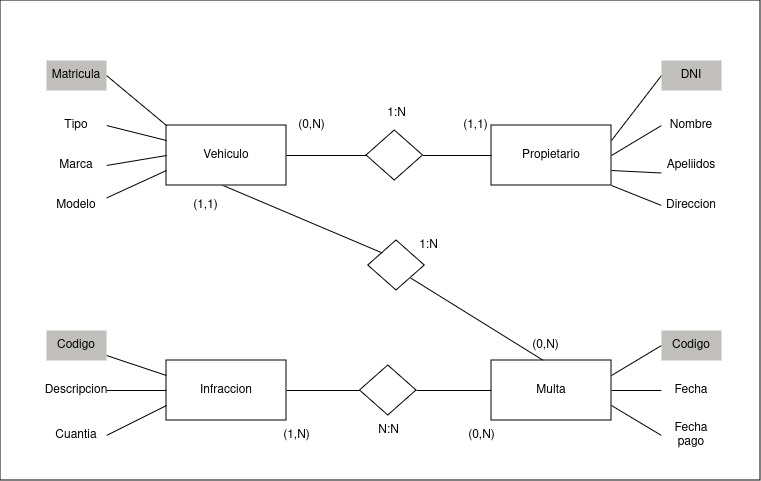 Matricula
DNI
1:N
Tipo
(0,N)
(1,1)
Nombre
Vehiculo
Propietario
Marca
Apeliidos
Modelo
(1,1)
Direccion
1:N
Codigo
(0,N)
Codigo
Descripcion
Infraccion
Multa
Fecha
Cuantia
(1,N)
N:N
(0,N)
Fecha
pago